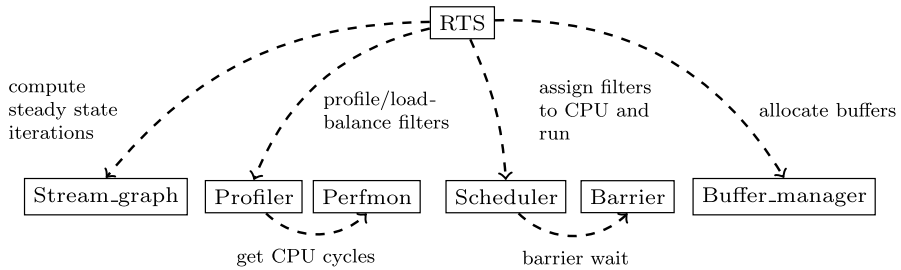 RTS
compute
steady state
iterations
profile/load-
balance filters
assign filters
to CPU and
run
allocate buffers
Stream_graph
Profiler
Perfmon
Scheduler
Barrier
Buffer_manager
get CPU cycles
barrier wait